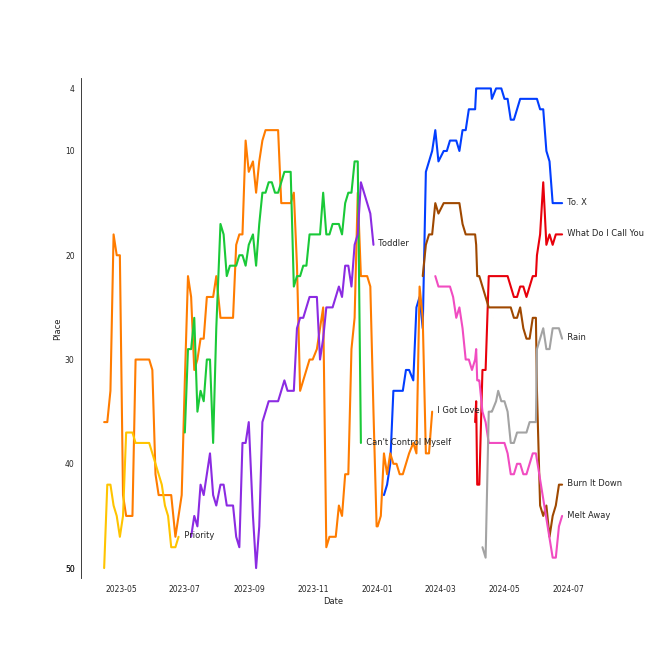 4
10
20
30
40
50
Place
To. X
What Do I Call You
Toddler
Rain
I Got Love
Can't Control Myself
Burn It Down
Melt Away
Priority
2023-05
2023-07
2023-09
2023-11
2024-01
2024-03
2024-05
2024-07
Date